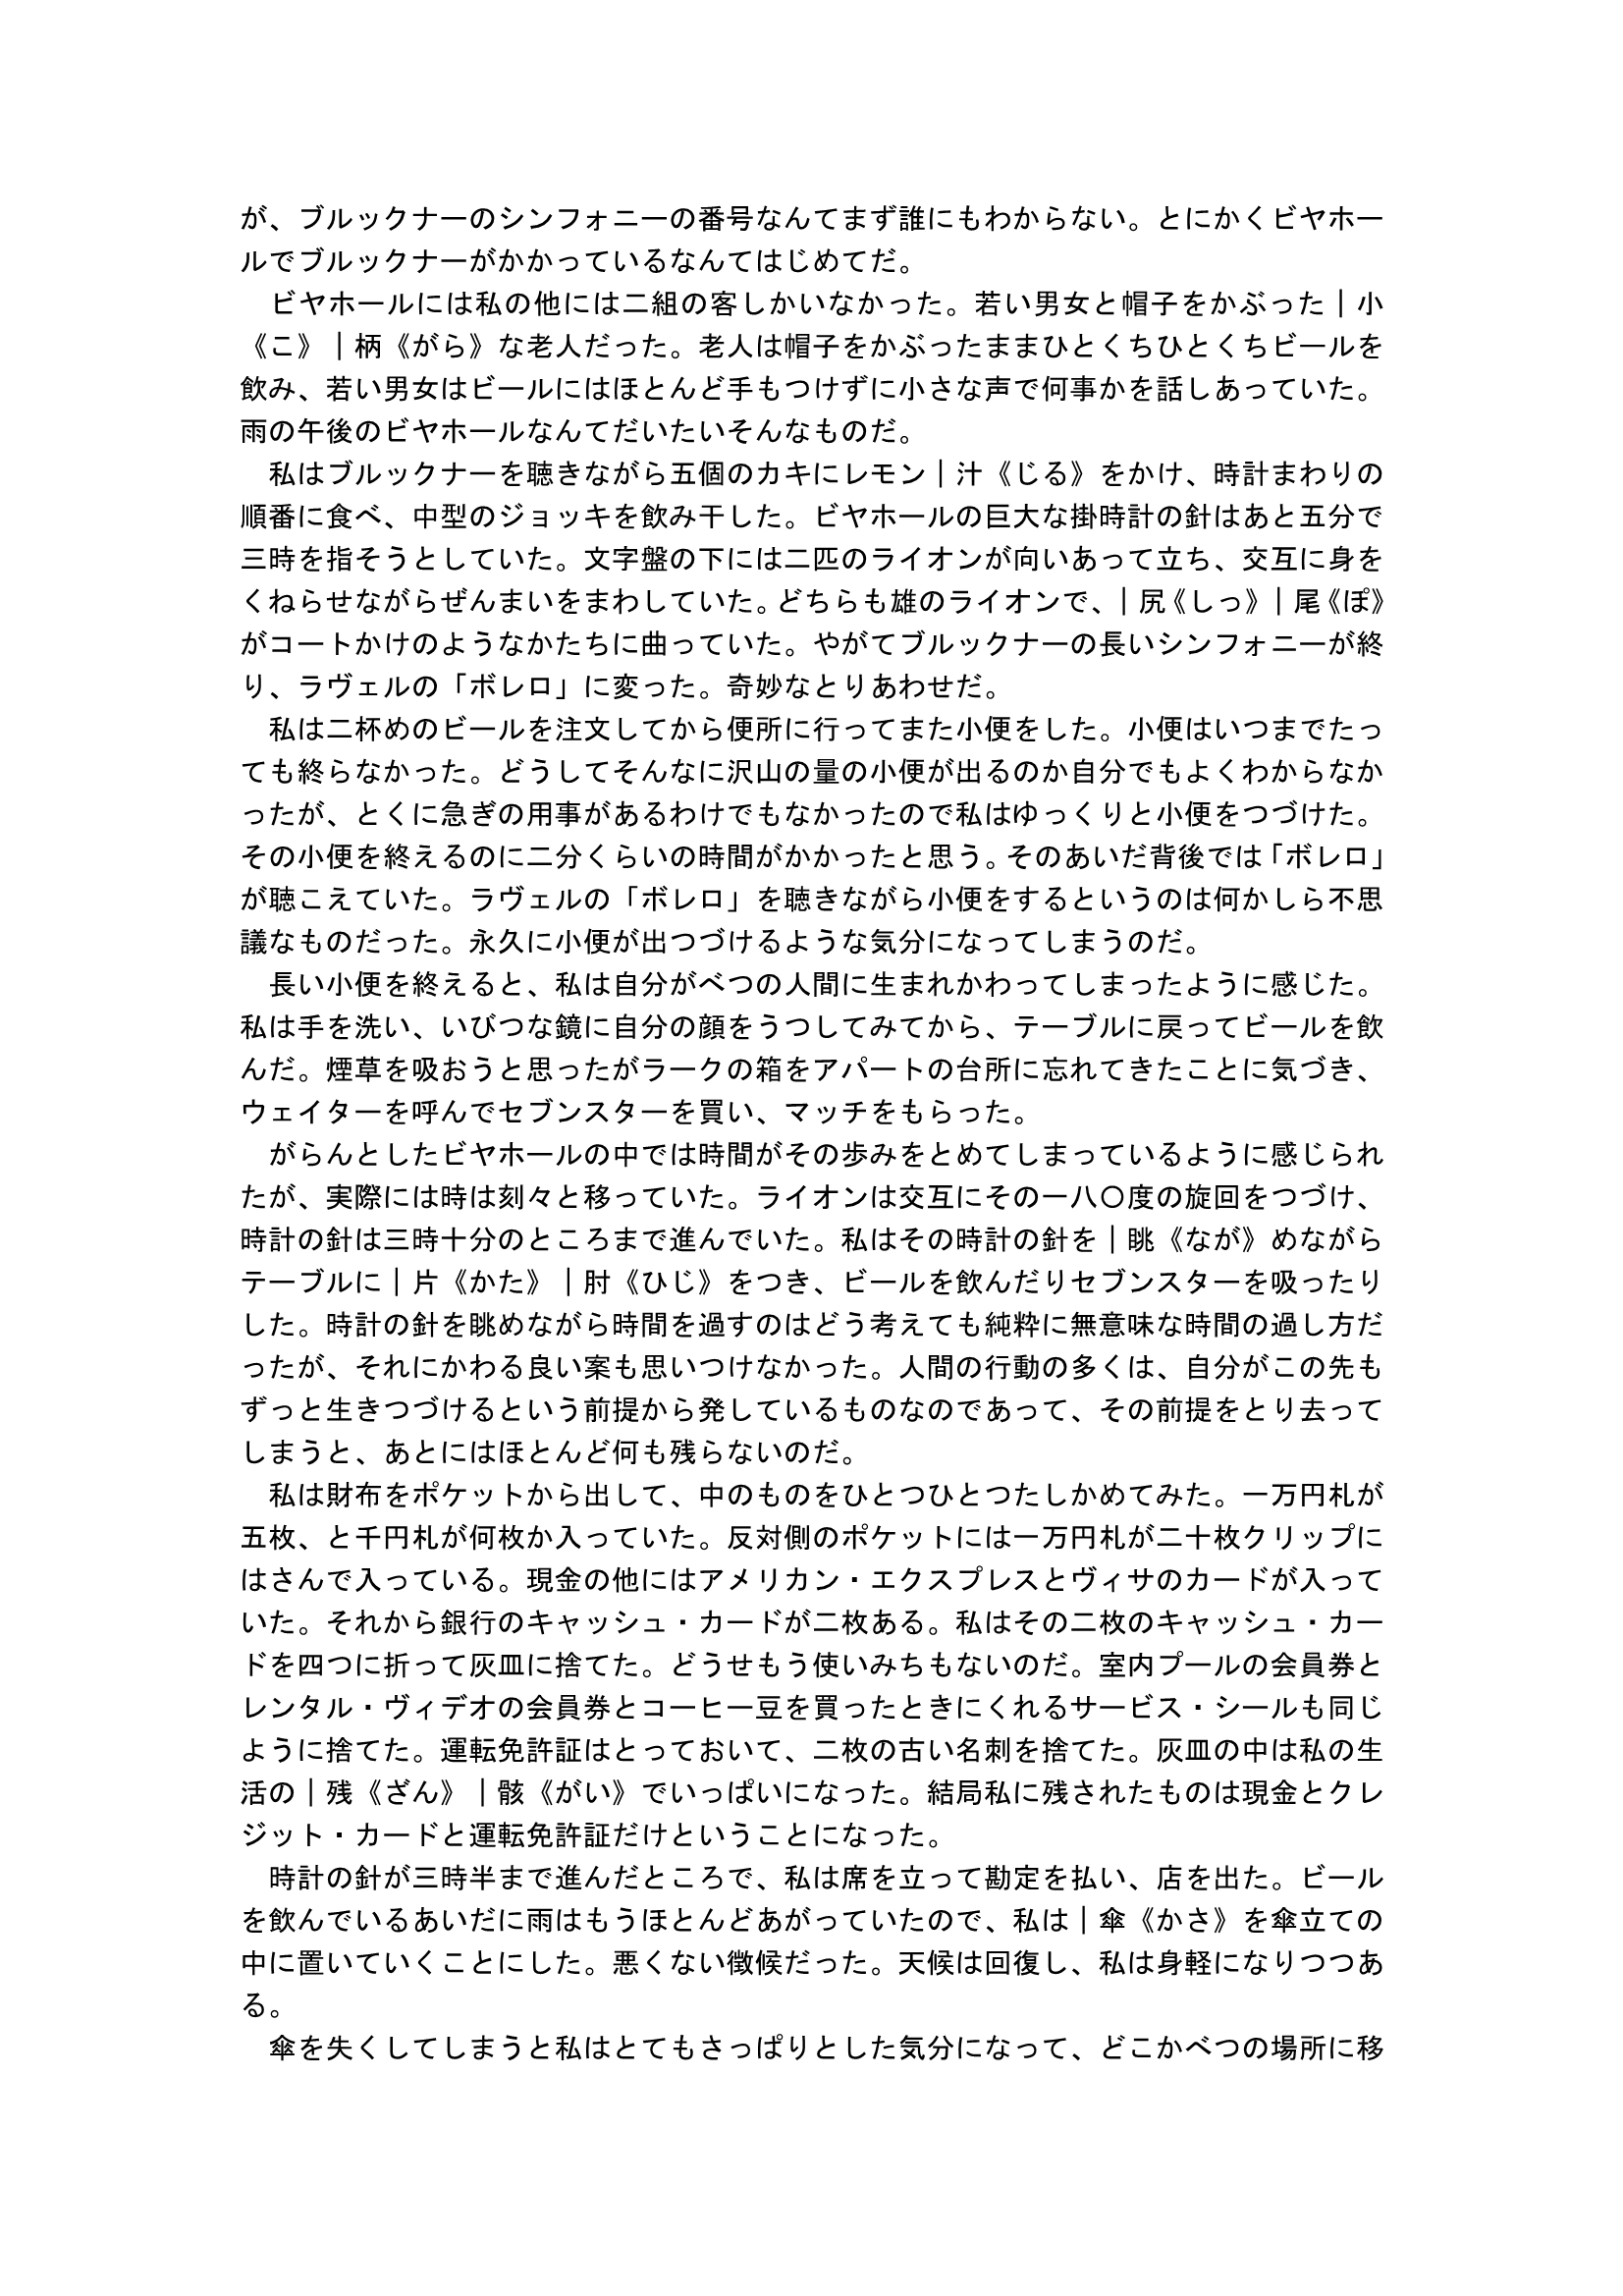 が、ブルックナーのシンフォニーの番号なんてまず誰にもわからない。とにかくビヤホー
ルでブルックナーがかかっているなんてはじめてだ。
　ビヤホールには私の他には二組の客しかいなかった。若い男女と帽子をかぶった｜小
《こ》｜柄《がら》な老人だった。老人は帽子をかぶったままひとくちひとくちビールを
飲み、若い男女はビールにはほとんど手もつけずに小さな声で何事かを話しあっていた。
雨の午後のビヤホールなんてだいたいそんなものだ。
　私はブルックナーを聴きながら五個のカキにレモン｜汁《じる》をかけ、時計まわりの
順番に食べ、中型のジョッキを飲み干した。ビヤホールの巨大な掛時計の針はあと五分で
三時を指そうとしていた。文字盤の下には二匹のライオンが向いあって立ち、交互に身を
くねらせながらぜんまいをまわしていた。どちらも雄のライオンで、｜尻《しっ》｜尾《ぽ》
がコートかけのようなかたちに曲っていた。やがてブルックナーの長いシンフォニーが終
り、ラヴェルの「ボレロ」に変った。奇妙なとりあわせだ。
　私は二杯めのビールを注文してから便所に行ってまた小便をした。小便はいつまでたっ
ても終らなかった。どうしてそんなに沢山の量の小便が出るのか自分でもよくわからなか
ったが、とくに急ぎの用事があるわけでもなかったので私はゆっくりと小便をつづけた。
その小便を終えるのに二分くらいの時間がかかったと思う。そのあいだ背後では「ボレロ」
が聴こえていた。ラヴェルの「ボレロ」を聴きながら小便をするというのは何かしら不思
議なものだった。永久に小便が出つづけるような気分になってしまうのだ。
　長い小便を終えると、私は自分がべつの人間に生まれかわってしまったように感じた。
私は手を洗い、いびつな鏡に自分の顔をうつしてみてから、テーブルに戻ってビールを飲
んだ。煙草を吸おうと思ったがラークの箱をアパートの台所に忘れてきたことに気づき、
ウェイターを呼んでセブンスターを買い、マッチをもらった。
　がらんとしたビヤホールの中では時間がその歩みをとめてしまっているように感じられ
たが、実際には時は刻々と移っていた。ライオンは交互にその一八〇度の旋回をつづけ、
時計の針は三時十分のところまで進んでいた。私はその時計の針を｜眺《なが》めながら
テーブルに｜片《かた》｜肘《ひじ》をつき、ビールを飲んだりセブンスターを吸ったり
した。時計の針を眺めながら時間を過すのはどう考えても純粋に無意味な時間の過し方だ
ったが、それにかわる良い案も思いつけなかった。人間の行動の多くは、自分がこの先も
ずっと生きつづけるという前提から発しているものなのであって、その前提をとり去って
しまうと、あとにはほとんど何も残らないのだ。
　私は財布をポケットから出して、中のものをひとつひとつたしかめてみた。一万円札が
五枚、と千円札が何枚か入っていた。反対側のポケットには一万円札が二十枚クリップに
はさんで入っている。現金の他にはアメリカン・エクスプレスとヴィサのカードが入って
いた。それから銀行のキャッシュ・カードが二枚ある。私はその二枚のキャッシュ・カー
ドを四つに折って灰皿に捨てた。どうせもう使いみちもないのだ。室内プールの会員券と
レンタル・ヴィデオの会員券とコーヒー豆を買ったときにくれるサービス・シールも同じ
ように捨てた。運転免許証はとっておいて、二枚の古い名刺を捨てた。灰皿の中は私の生
活の｜残《ざん》｜骸《がい》でいっぱいになった。結局私に残されたものは現金とクレ
ジット・カードと運転免許証だけということになった。
　時計の針が三時半まで進んだところで、私は席を立って勘定を払い、店を出た。ビール
を飲んでいるあいだに雨はもうほとんどあがっていたので、私は｜傘《かさ》を傘立ての
中に置いていくことにした。悪くない徴候だった。天候は回復し、私は身軽になりつつあ
る。
　傘を失くしてしまうと私はとてもさっぱりとした気分になって、どこかべつの場所に移